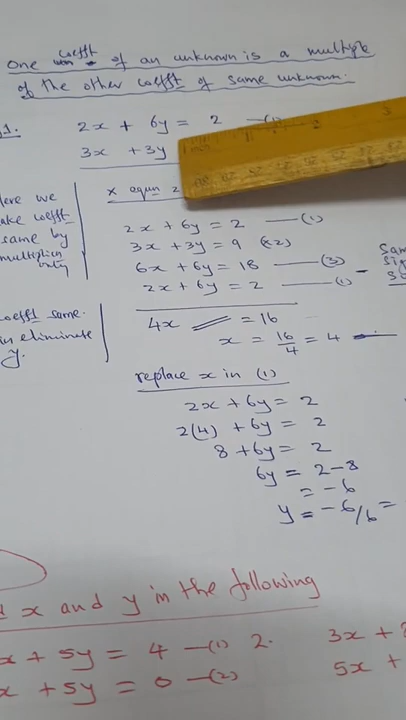 One coefft of an unknown is a multiple
of the other coefft of same unknown.
1. 2x + 6y = 2 —(1)
3x + 3y
Here we
take coefft
same by
x equn 2
2x + 6y = 2 —(1)
3x + 3y = 9 (x2)
6x + 6y = 18 —(3)
2x + 6y = 2 —(1)
4x = 16
x = 16/4 = 4
coefft same.
eliminate
y.
replace x in (1)
2x + 6y = 2
2(4) + 6y = 2
8 + 6y = 2
6y = 2-8
= -6
y = -6/6 =
x and y in the following
x + 5y = 4 —(1) 2. 3x +
x + 5y = 0 —(2) 5x +